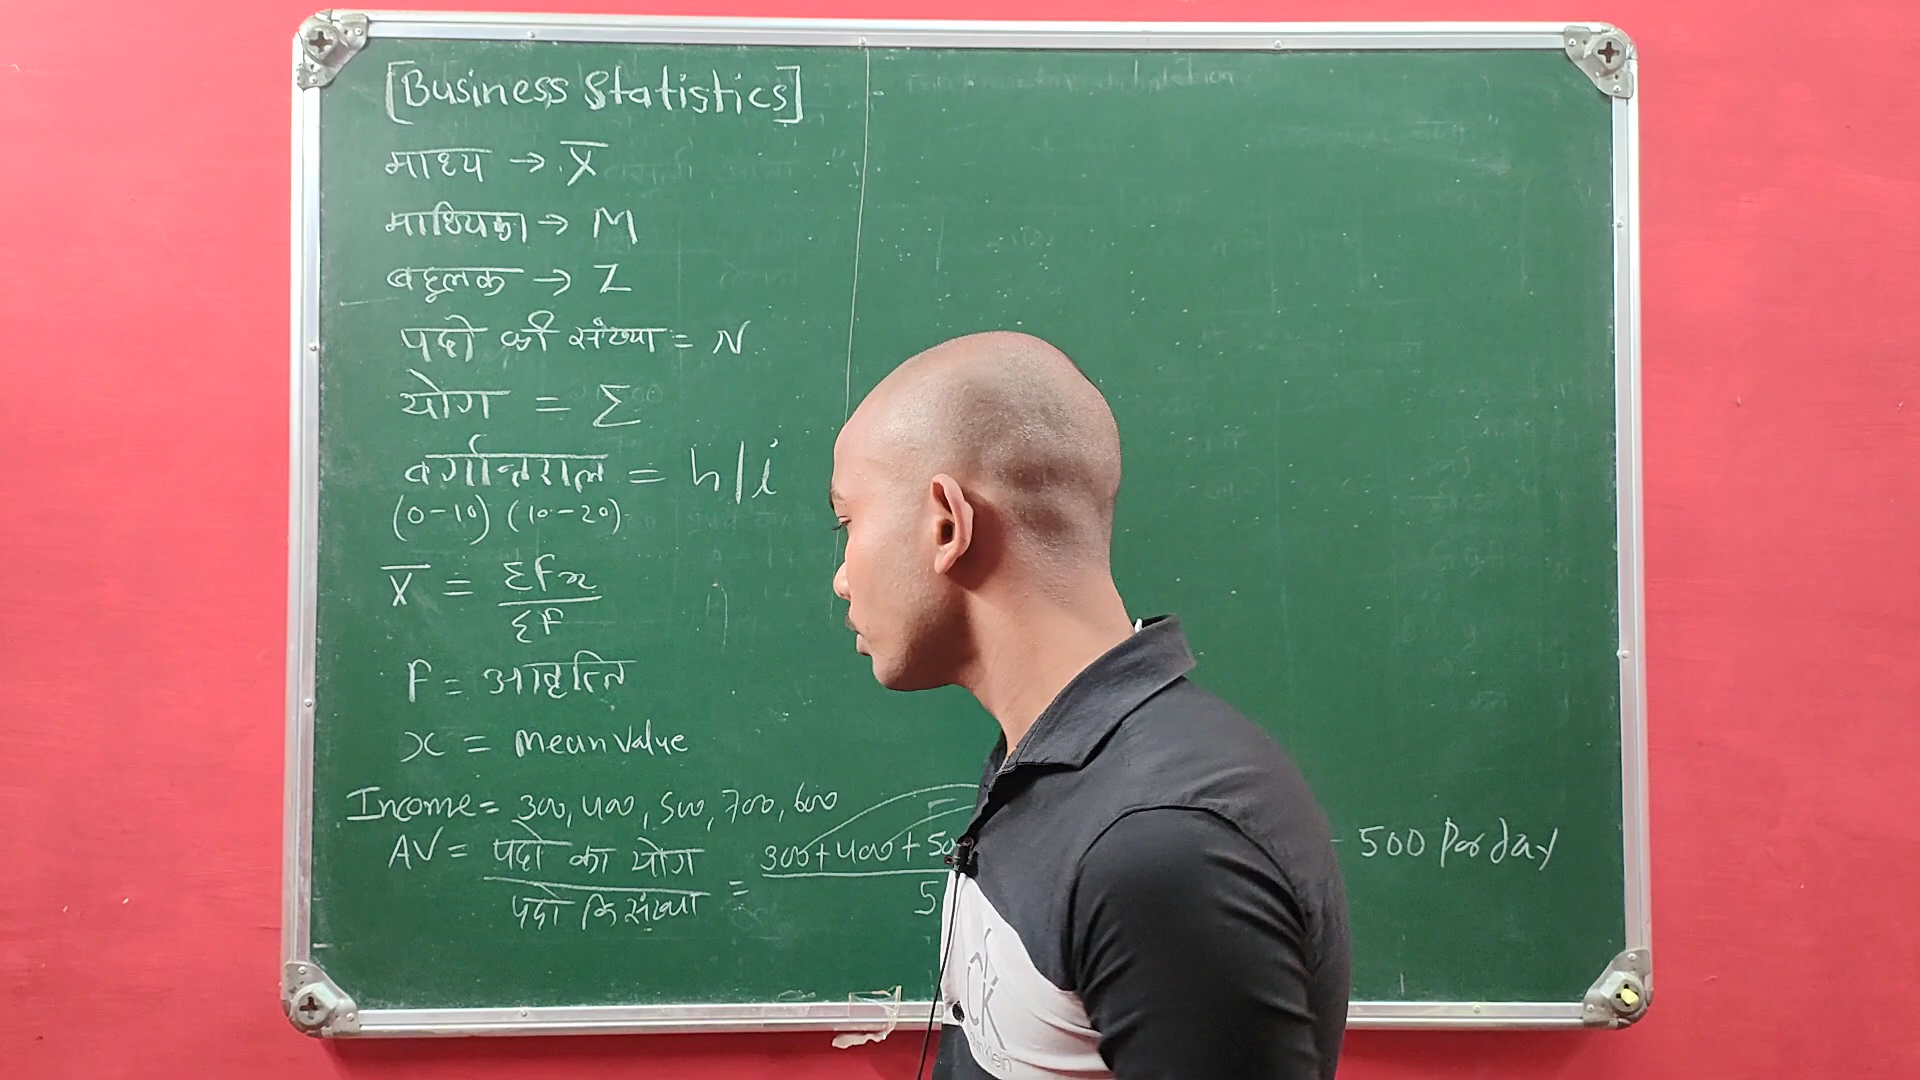 [Business Statistics]
माध्य → X̅
माध्यिका → M
बहूलक → Z
पदो की संख्या = N
योग = Σ
वर्गान्तराल = h/i
(0-10) (10-20)
X̅ = ΣFx / ΣF
F = आवृत्ति
x = Mean Value
Income = 300, 400, 500, 700, 600
AV = पदो का योग / पदो कि संख्या = 300+400+50 / 5 - 500 Per day
CK